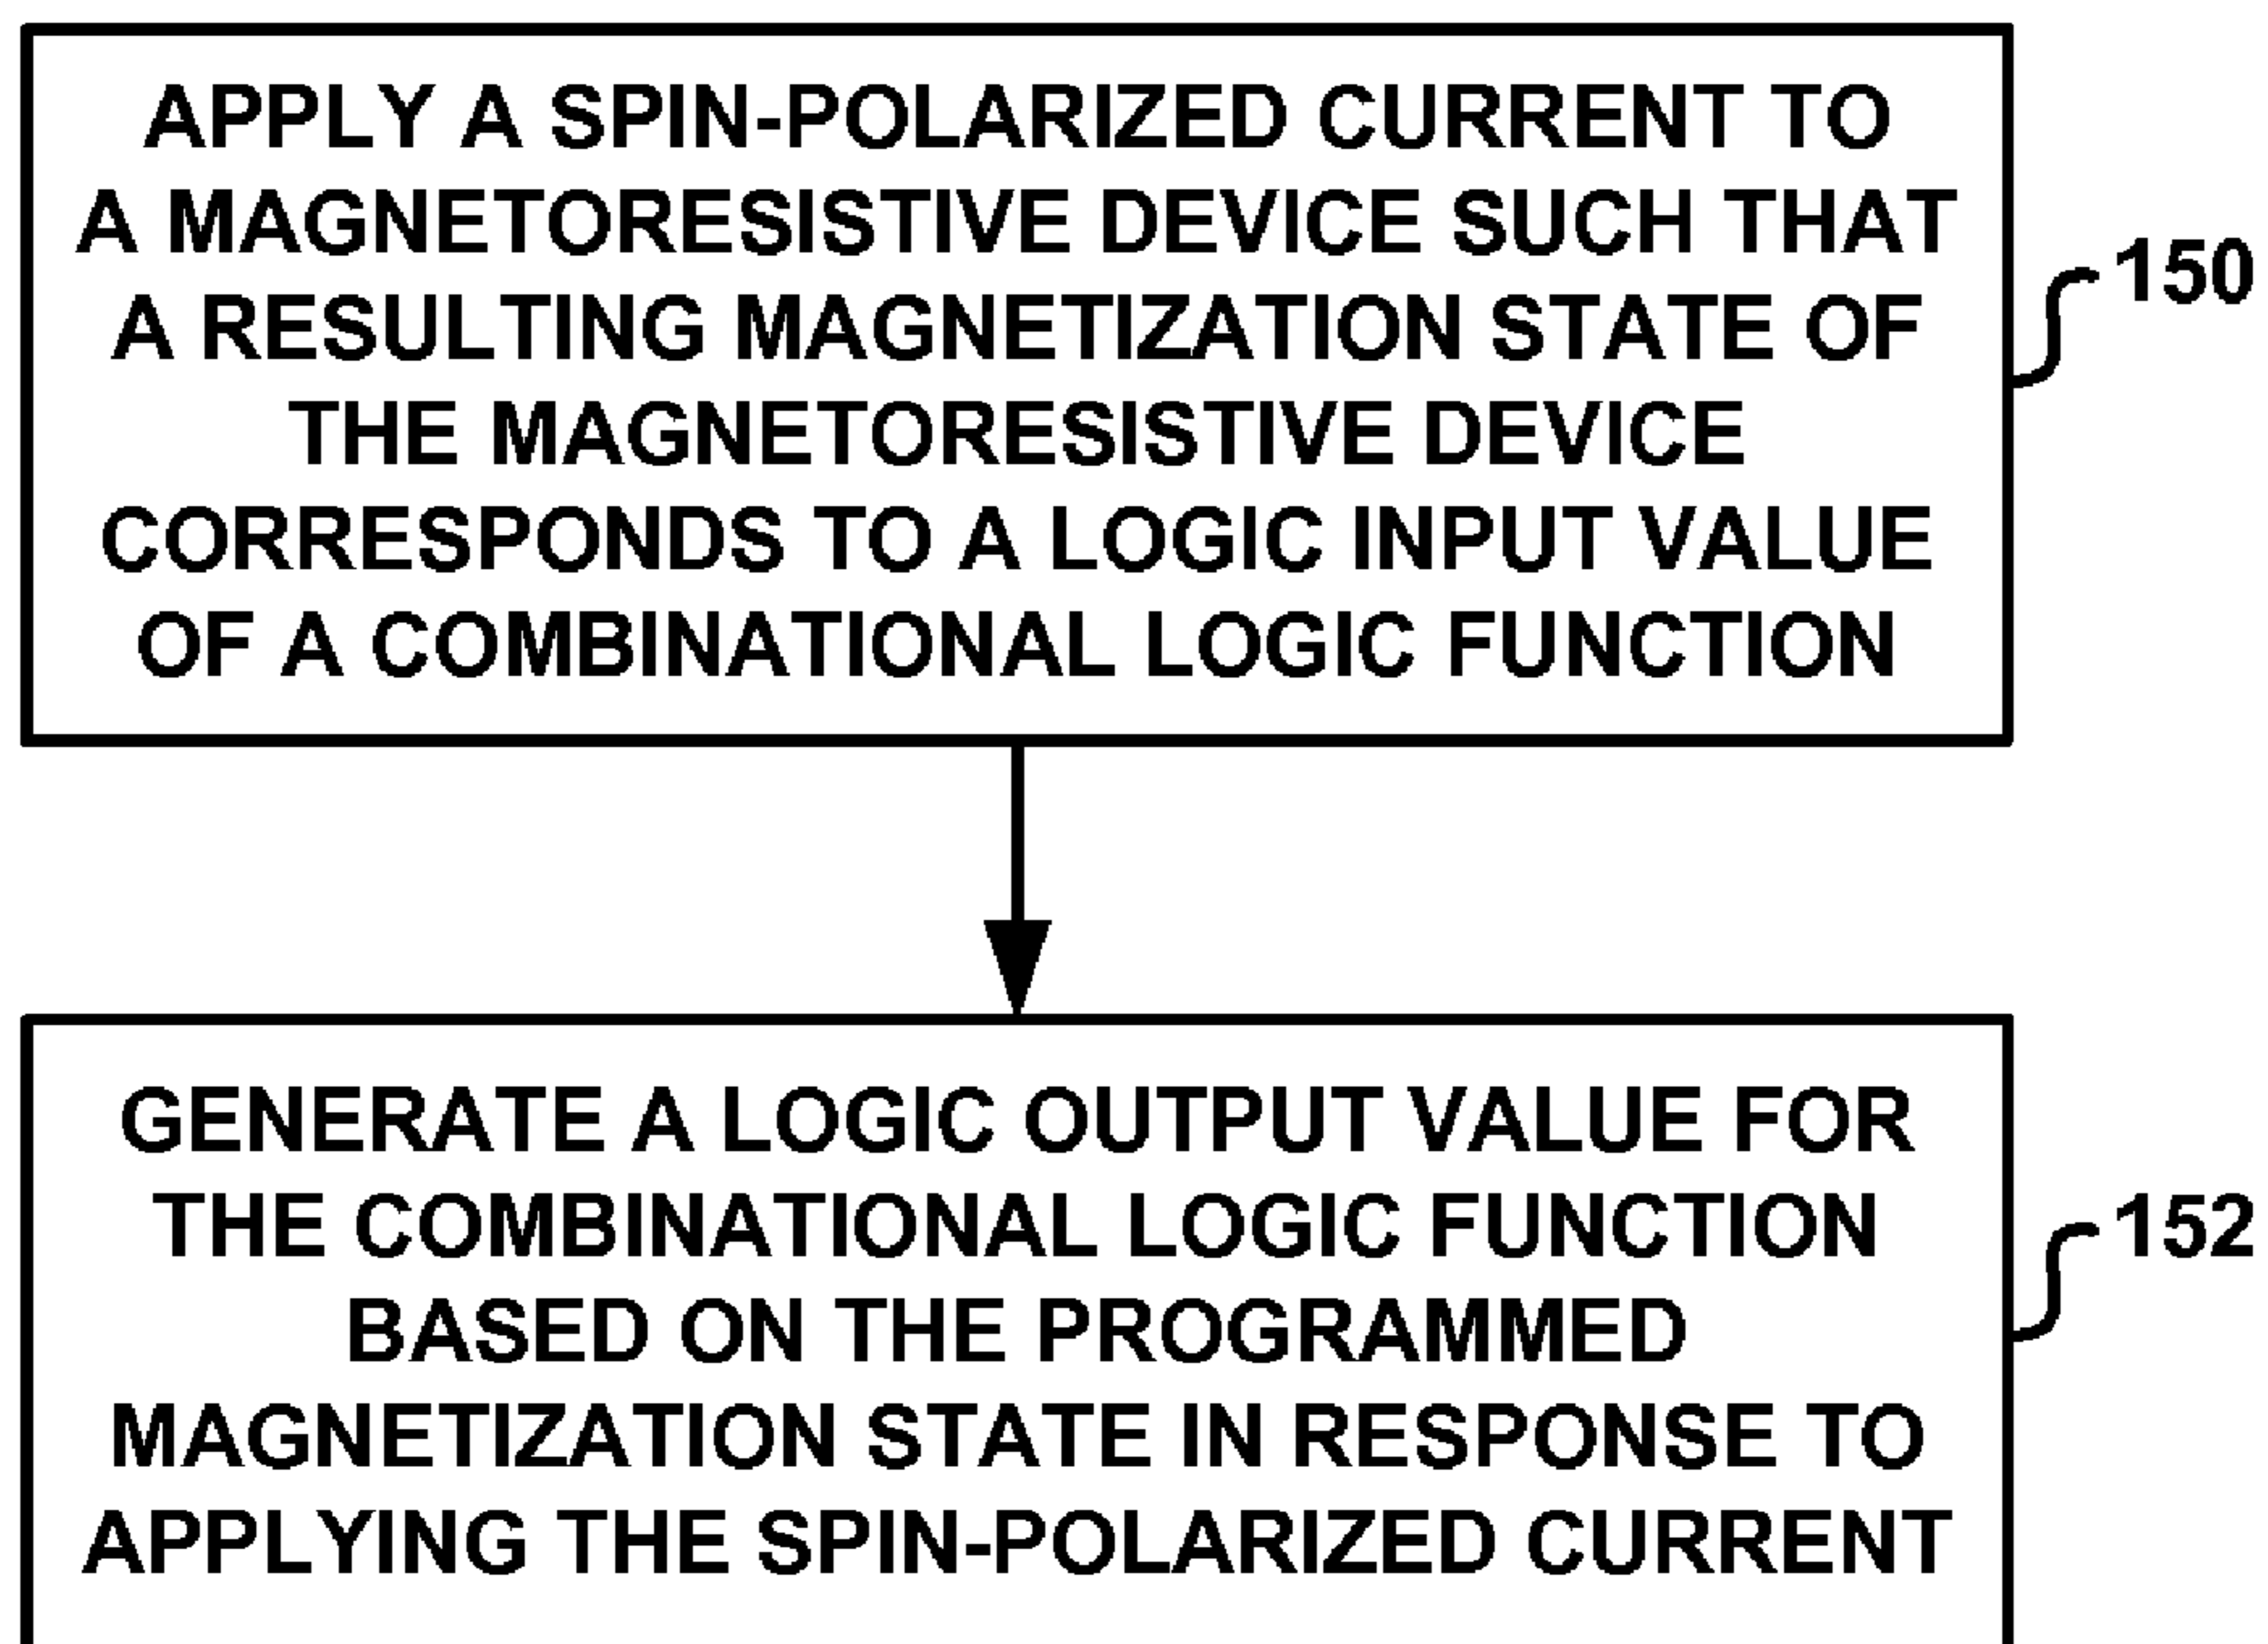 APPLY A SPIN-POLARIZED CURRENT TO
A MAGNETORESISTIVE DEVICE SUCH THAT
A RESULTING MAGNETIZATION STATE OF
THE MAGNETORESISTIVE DEVICE
CORRESPONDS TO A LOGIC INPUT VALUE
OF A COMBINATIONAL LOGIC FUNCTION
150
GENERATE A LOGIC OUTPUT VALUE FOR
THE COMBINATIONAL LOGIC FUNCTION
BASED ON THE PROGRAMMED
MAGNETIZATION STATE IN RESPONSE TO
APPLYING THE SPIN-POLARIZED CURRENT
152